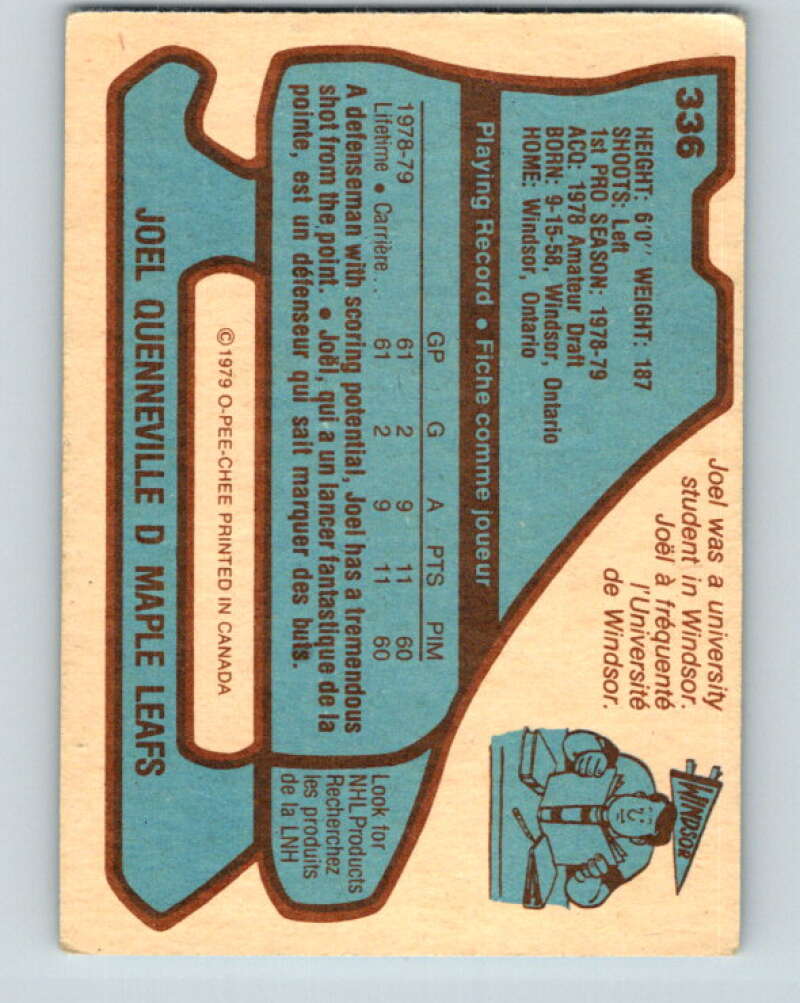 336
HEIGHT: 6'0" WEIGHT: 187
SHOOTS: Left
1st PRO SEASON: 1978-79
ACQ: 1978 Amateur Draft
BORN: 9-15-58, Windsor, Ontario
HOME: Windsor, Ontario
Joel was a university
student in Windsor.
Joël à fréquenté
l'Université
de Windsor.
WINDSOR
Playing Record • Fiche comme joueur
GP G A PTS PIM
1978-79 61 2 9 11 60
Lifetime • Carrière... 61 2 9 11 60
A defenseman with scoring potential, Joel has a tremendous
shot from the point. • Joël, qui a un lancer fantastique de la
pointe, est un défenseur qui sait marquer des buts.
Look for
NHL Products
Recherchez
les produits
de la LNH
©1979 O-PEE-CHEE PRINTED IN CANADA
JOEL QUENNEVILLE D MAPLE LEAFS